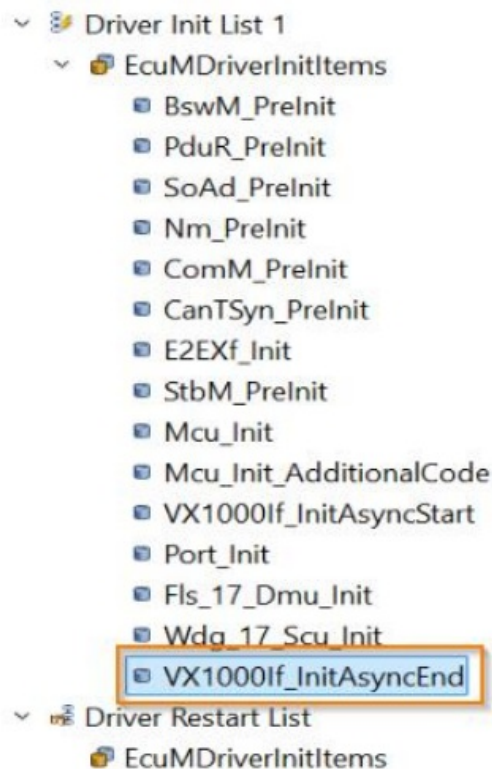 Driver Init List 1
EcuMDriverInitItems
BswM_PreInit
PduR_PreInit
SoAd_PreInit
Nm_PreInit
ComM_PreInit
CanTSyn_PreInit
E2EXf_Init
StbM_PreInit
Mcu_Init
Mcu_Init_AdditionalCode
VX1000If_InitAsyncStart
Port_Init
Fls_17_Dmu_Init
Wdg_17_Scu_Init
VX1000If_InitAsyncEnd
Driver Restart List
EcuMDriverInitItems